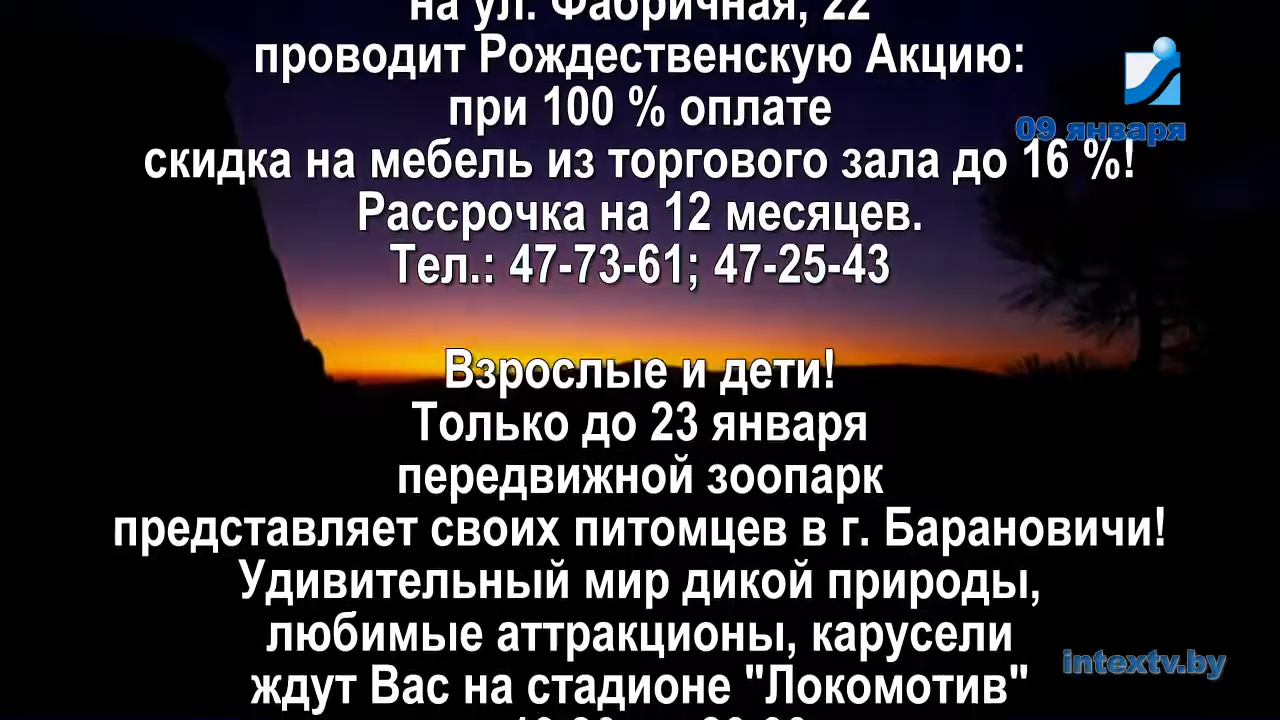 на ул. Фабричная, 22
проводит Рождественскую Акцию:
при 100 % оплате
09 января
скидка на мебель из торгового зала до 16 %!
Рассрочка на 12 месяцев.
Тел.: 47-73-61; 47-25-43
Взрослые и дети!
Только до 23 января
передвижной зоопарк
представляет своих питомцев в г. Барановичи!
Удивительный мир дикой природы,
любимые аттракционы, карусели
intextv.by
ждут Вас на стадионе "Локомотив"